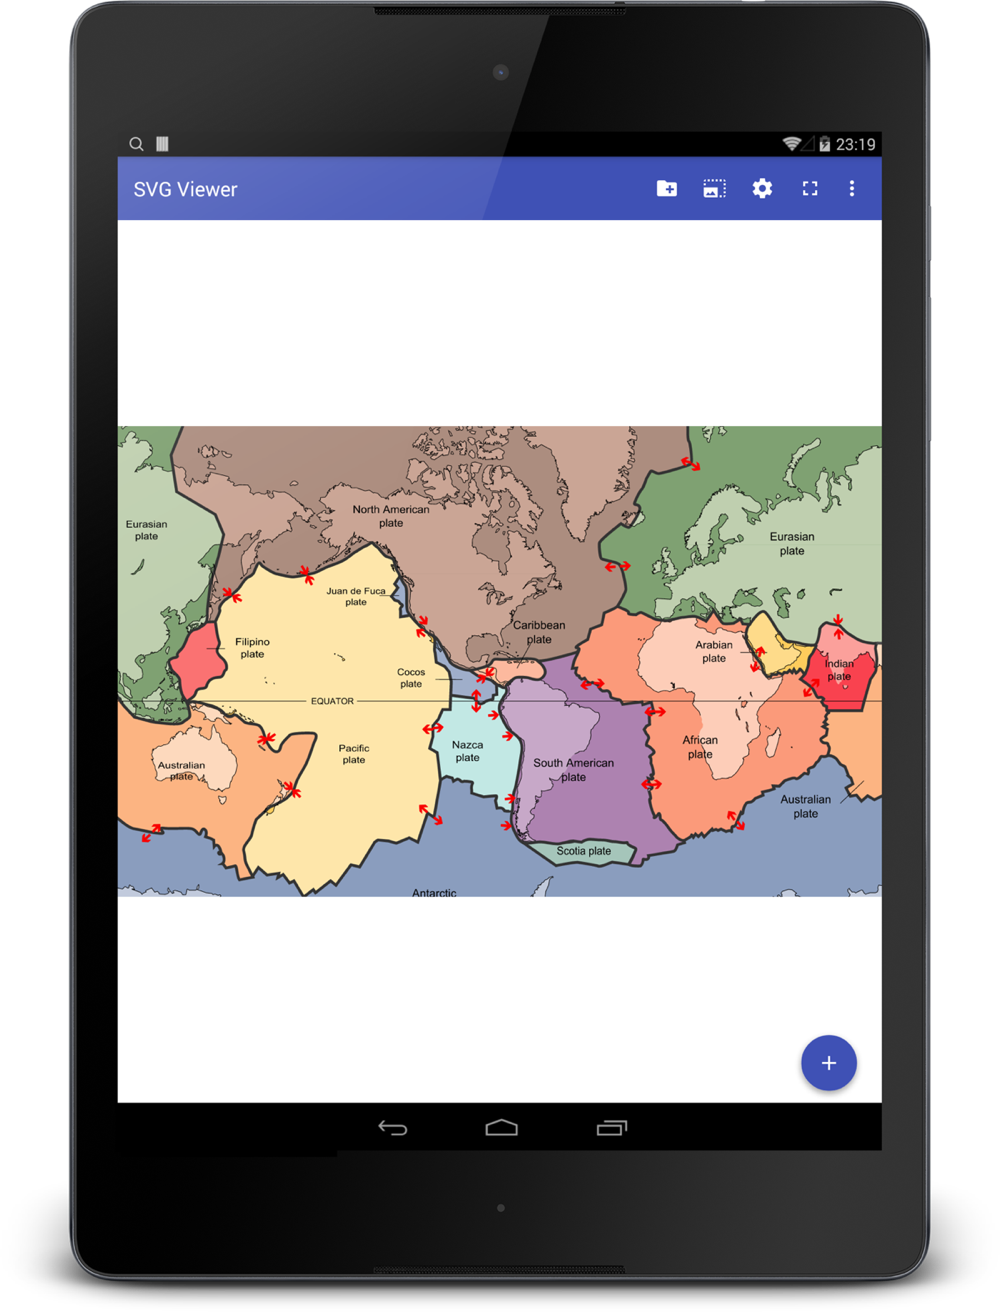 23:19
SVG Viewer
North American
plate
Eurasian
plate
Eurasian
plate
Juan de Fuca
plate
Caribbean
plate
Filipino
plate
Arabian
plate
Indian
plate
Cocos
plate
EQUATOR
Pacific
plate
Nazca
plate
African
plate
South American
plate
Australian
plate
Australian
plate
Scotia plate
Antarctic